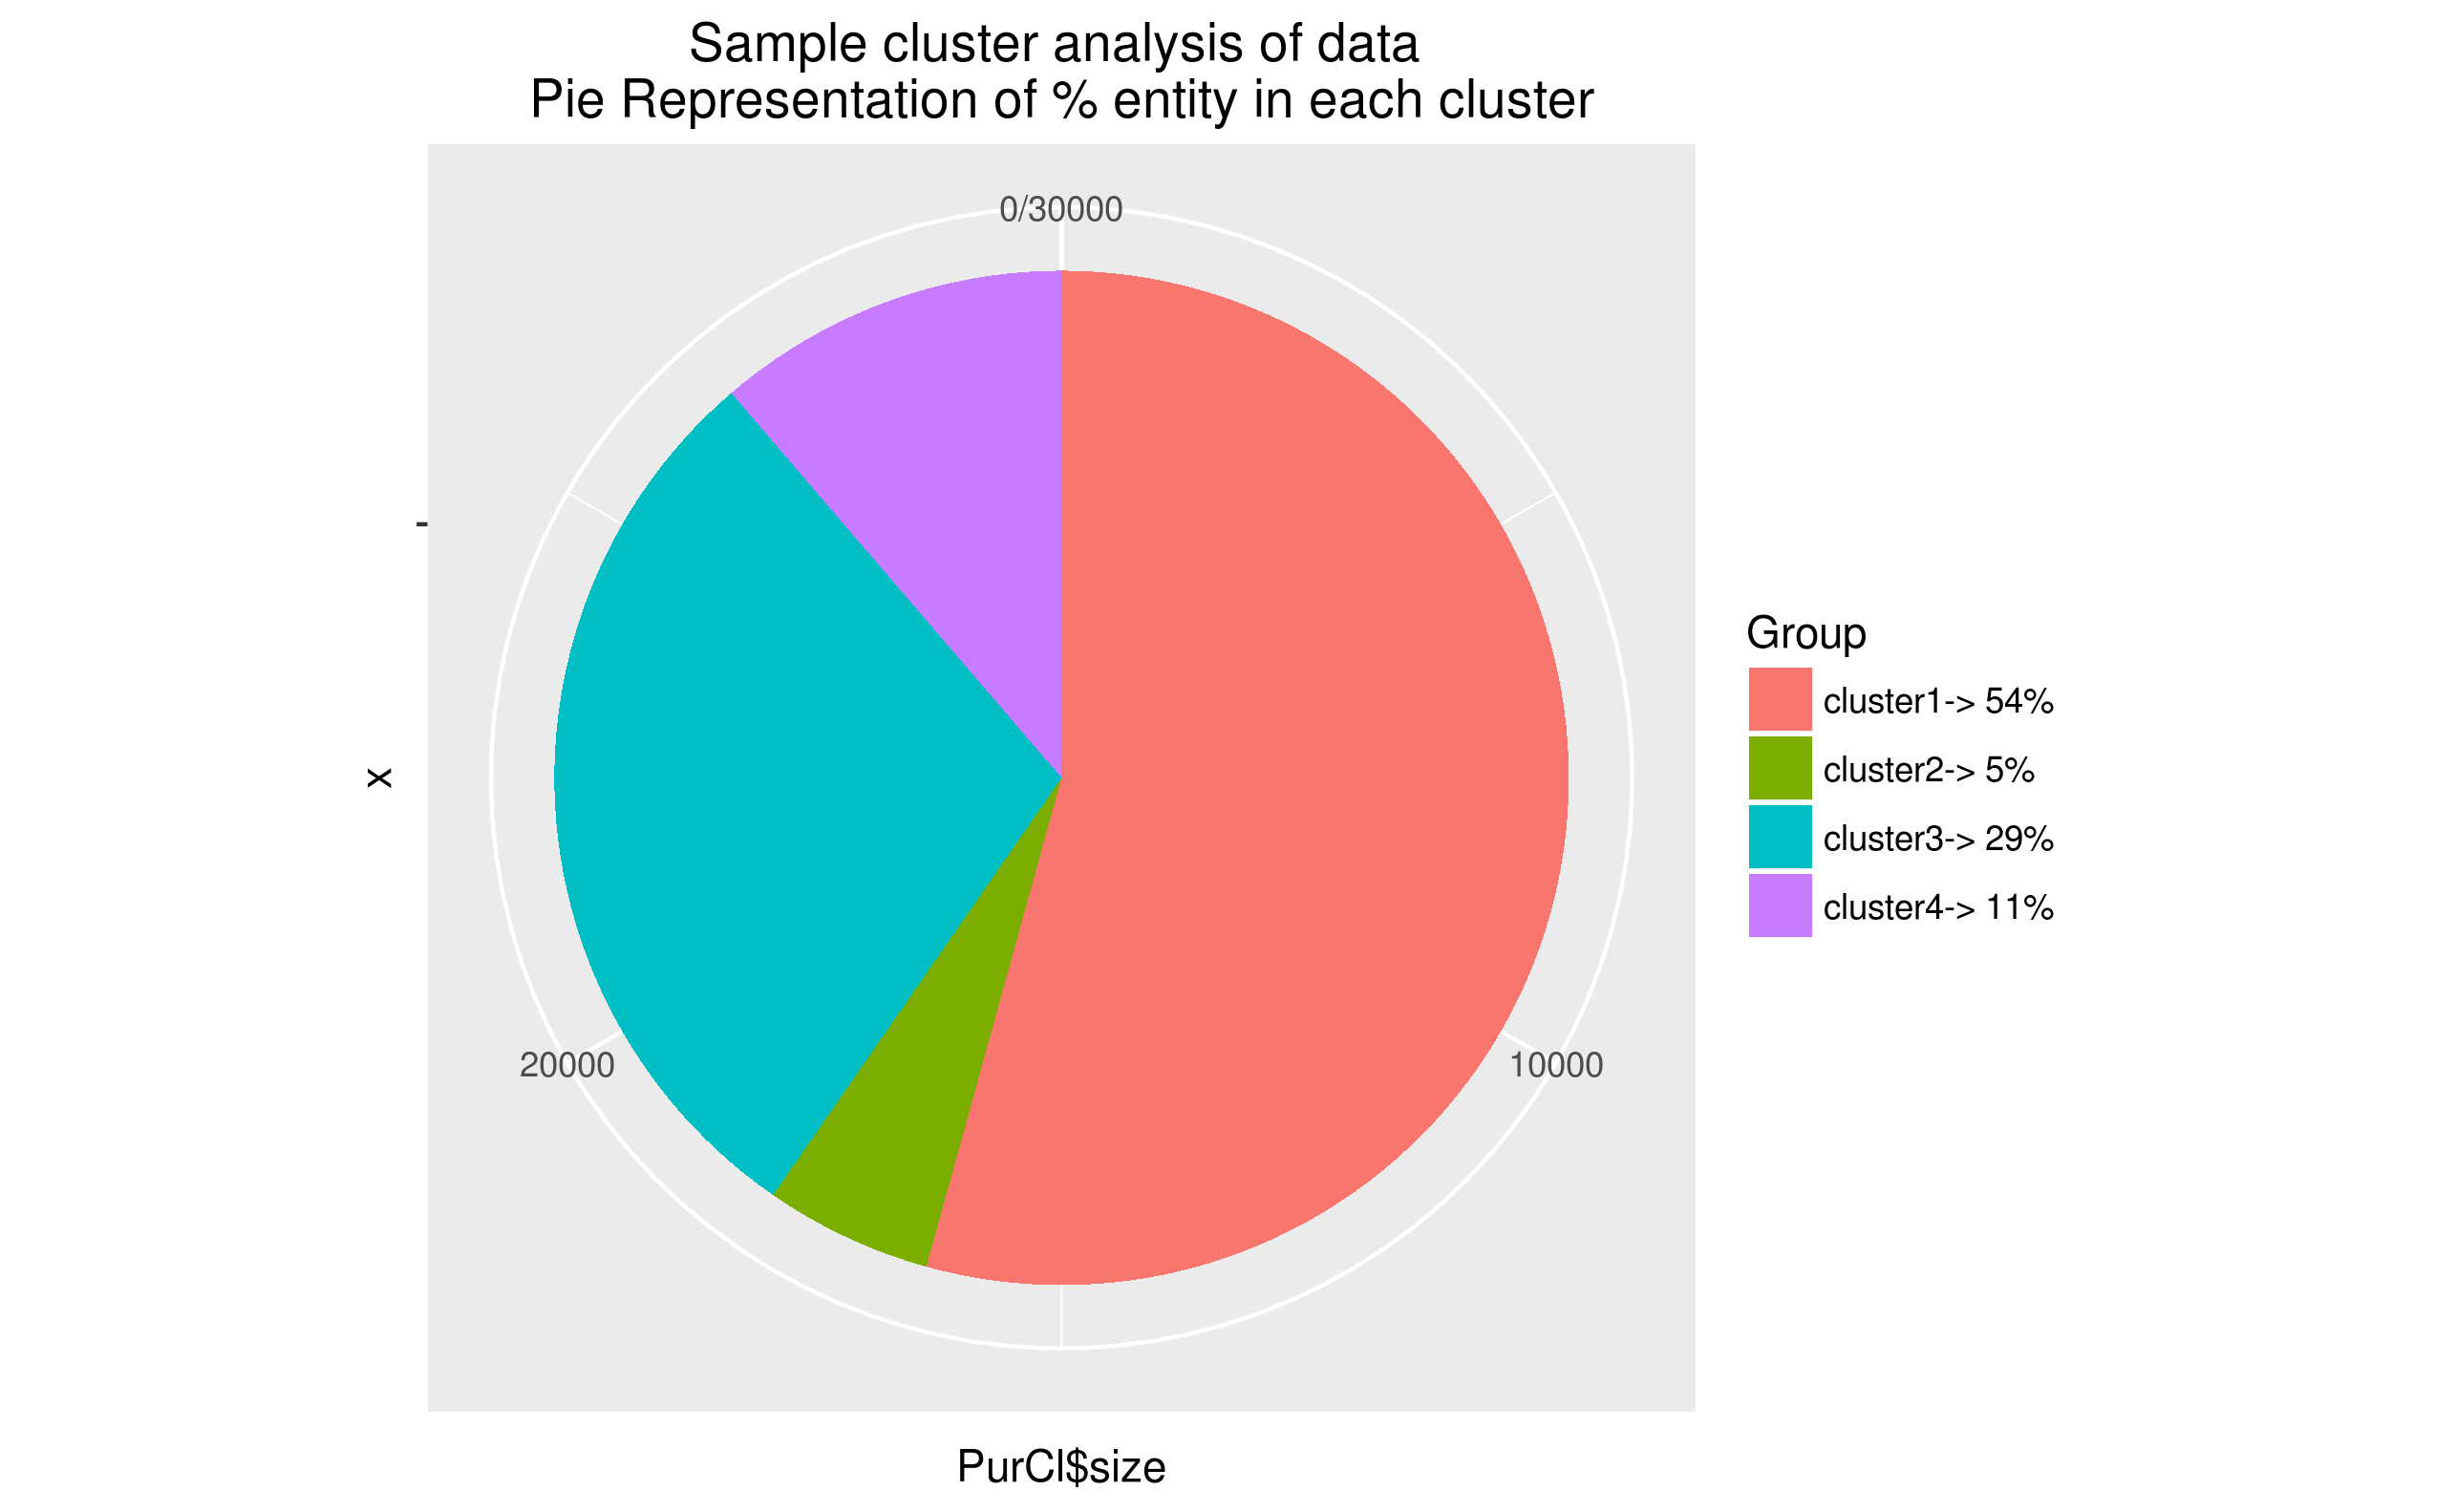 Sample cluster analysis of data
Pie Representation of % entity in each cluster
0/30000
x
20000
10000
PurCl$size
Group
cluster1-> 54%
cluster2-> 5%
cluster3-> 29%
cluster4-> 11%